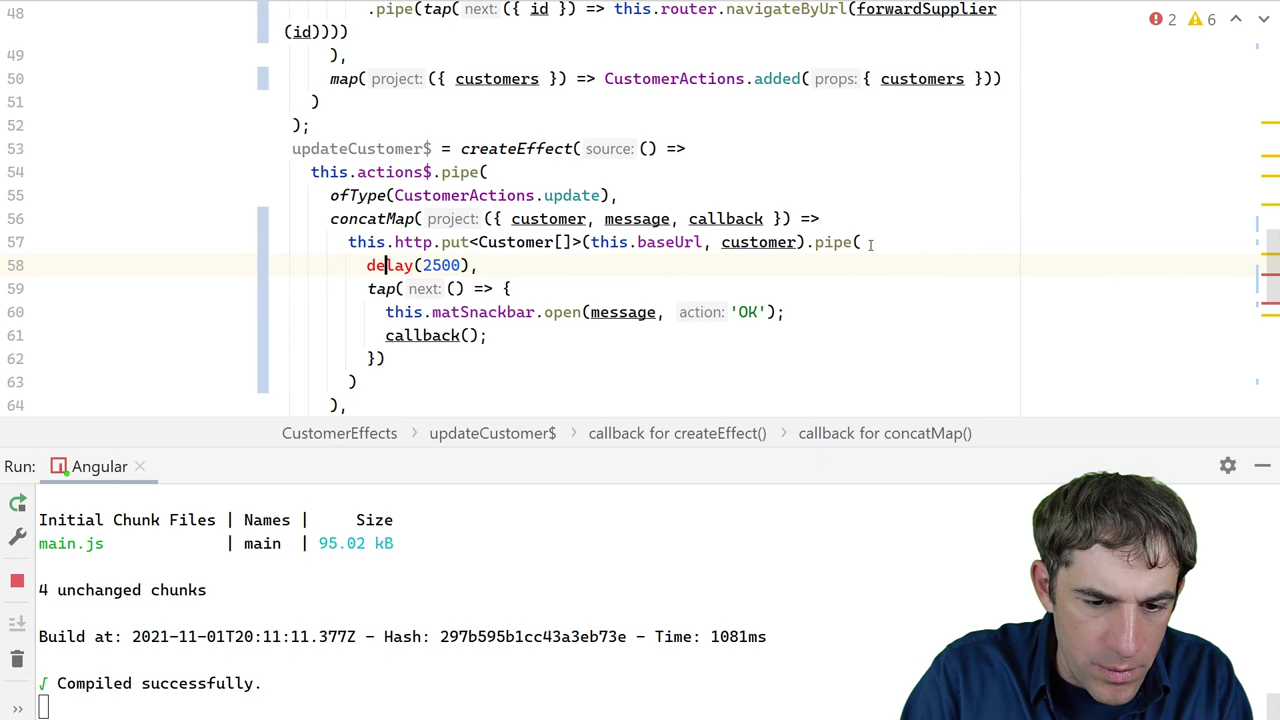 48
.pipe(tap( next: ({ id }) => this.router.navigateByUrl(forwardSupplier
(id))))
49 ),
50 map( project: ({ customers }) => CustomerActions.added( props: { customers }))
51 )
52 );
53 updateCustomer$ = createEffect( source: () =>
54 this.actions$.pipe(
55 ofType(CustomerActions.update),
56 concatMap( project: ({ customer, message, callback }) =>
57 this.http.put<Customer[]>(this.baseUrl, customer).pipe(
58 delay(2500),
59 tap( next: () => {
60 this.matSnackbar.open(message, action: 'OK');
61 callback();
62 })
63 )
64 ),
2 6
CustomerEffects > updateCustomer$ > callback for createEffect() > callback for concatMap()
Run: Angular
Initial Chunk Files | Names | Size
main.js | main | 95.02 kB
4 unchanged chunks
Build at: 2021-11-01T20:11:11.377Z - Hash: 297b595b1cc43a3eb73e - Time: 1081ms
√ Compiled successfully.